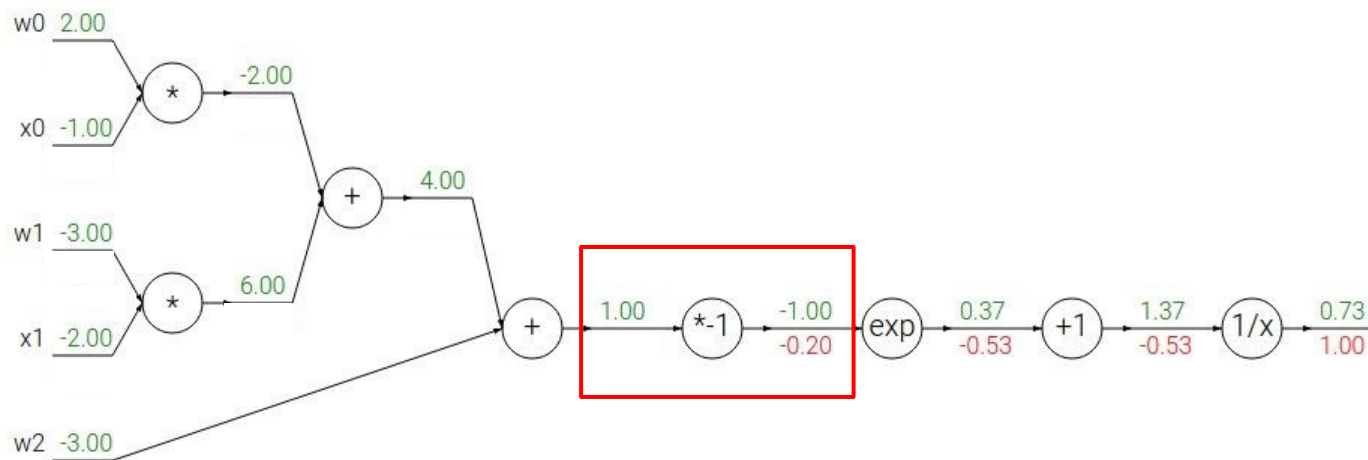 w0 2.00
-2.00
*
x0 -1.00
4.00
+
w1 -3.00
6.00
*
x1 -2.00
+ 1.00 *-1 -1.00 exp 0.37 +1 1.37 1/x 0.73
-0.20 -0.53 -0.53 1.00
w2 -3.00